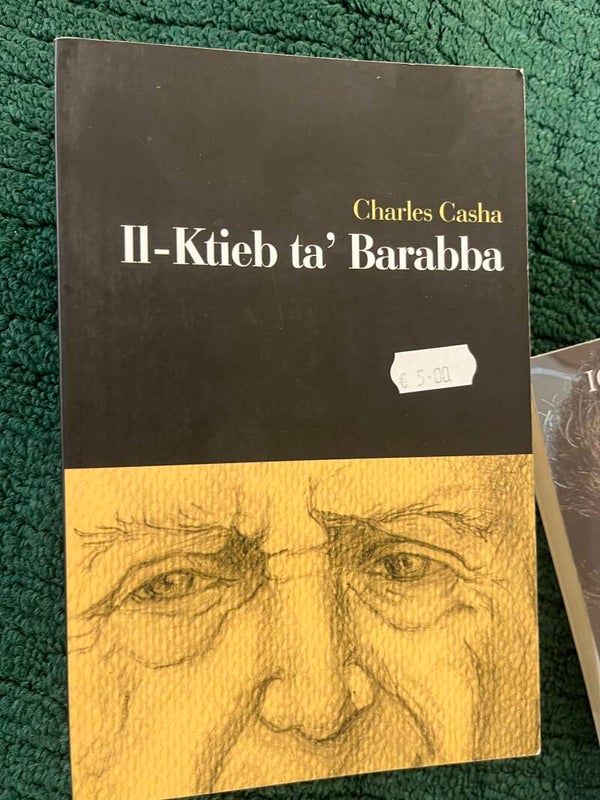 Charles Casha
Il-Ktieb ta' Barabba
€ 5-00